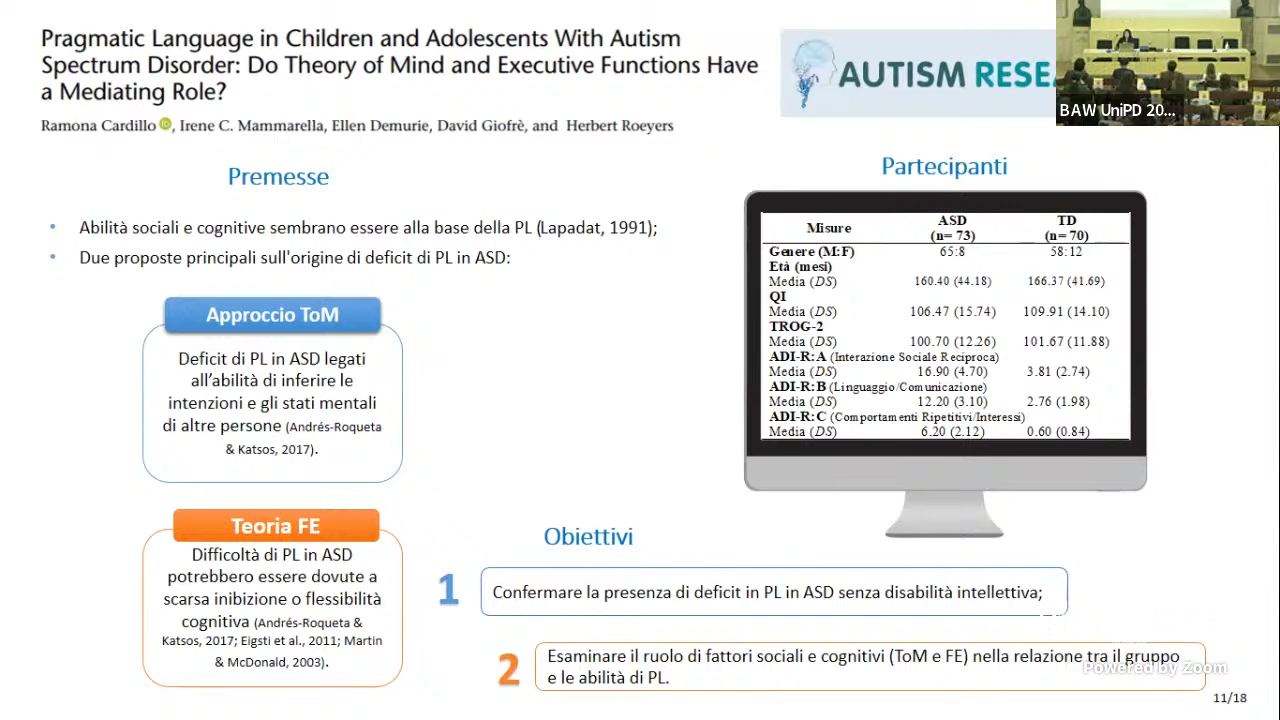 Pragmatic Language in Children and Adolescents With Autism
Spectrum Disorder: Do Theory of Mind and Executive Functions Have
a Mediating Role?
Ramona Cardillo, Irene C. Mammarella, Ellen Demurie, David Giofrè, and Herbert Roeyers
AUTISM RESEA
BAW UniPD 20...
Premesse
• Abilità sociali e cognitive sembrano essere alla base della PL (Lapadat, 1991);
• Due proposte principali sull'origine di deficit di PL in ASD:
Approccio ToM
Deficit di PL in ASD legati
all'abilità di inferire le
intenzioni e gli stati mentali
di altre persone (Andrés-Roqueta
& Katsos, 2017).
Teoria FE
Difficoltà di PL in ASD
potrebbero essere dovute a
scarsa inibizione o flessibilità
cognitiva (Andrés-Roqueta &
Katsos, 2017; Eigsti et al., 2011; Martin
& McDonald, 2003).
Partecipanti
Misure ASD (n= 73) TD (n= 70)
Genere (M:F) 65:8 58:12
Età (mesi)
Media (DS) 160.40 (44.18) 166.37 (41.69)
QI
Media (DS) 106.47 (15.74) 109.91 (14.10)
TROG-2
Media (DS) 100.70 (12.26) 101.67 (11.88)
ADI-R: A (Interazione Sociale Reciproca)
Media (DS) 16.90 (4.70) 3.81 (2.74)
ADI-R: B (Linguaggio/Comunicazione)
Media (DS) 12.20 (3.10) 2.76 (1.98)
ADI-R: C (Comportamenti Ripetitivi/Interessi)
Media (DS) 6.20 (2.12) 0.60 (0.84)
Obiettivi
1 Confermare la presenza di deficit in PL in ASD senza disabilità intellettiva;
2 Esaminare il ruolo di fattori sociali e cognitivi (ToM e FE) nella relazione tra il gruppo
e le abilità di PL.
Powered by Zoom
11/18